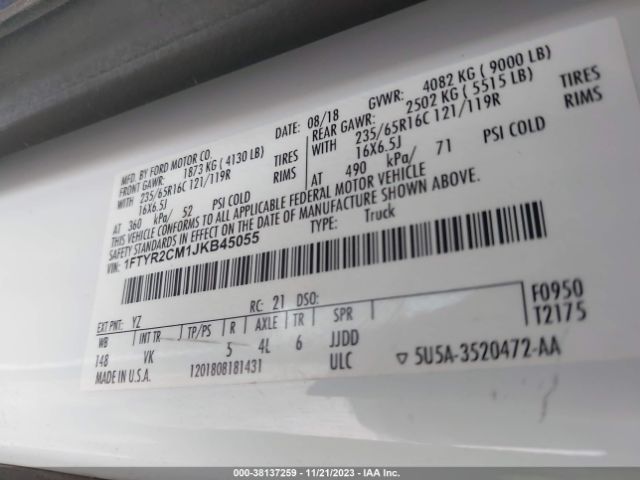 MFD. BY FORD MOTOR CO.
DATE: 08/18
GVWR: 4082 KG ( 9000 LB)
FRONT GAWR: 1873 KG ( 4130 LB)
REAR GAWR: 2502 KG ( 5515 LB)
WITH 235/65R16C 121/119R TIRES
WITH 235/65R16C 121/119R TIRES
16X6.5J RIMS
16X6.5J RIMS
AT 360 kPa/ 52 PSI COLD
AT 490 kPa/ 71 PSI COLD
THIS VEHICLE CONFORMS TO ALL APPLICABLE FEDERAL MOTOR VEHICLE
SAFETY STANDARDS IN EFFECT ON THE DATE OF MANUFACTURE SHOWN ABOVE.
VIN: 1FTYR2CM1JKB45055
TYPE: Truck
EXT PNT: YZ RC: 21 DSO: F0950
WB INT TR TP/PS R AXLE TR SPR T2175
148 VK 5 4L 6 JJDD
MADE IN U.S.A. 1201808181431 ULC 5U5A-3520472-AA
000-38137259 - 11/21/2023 - IAA Inc.